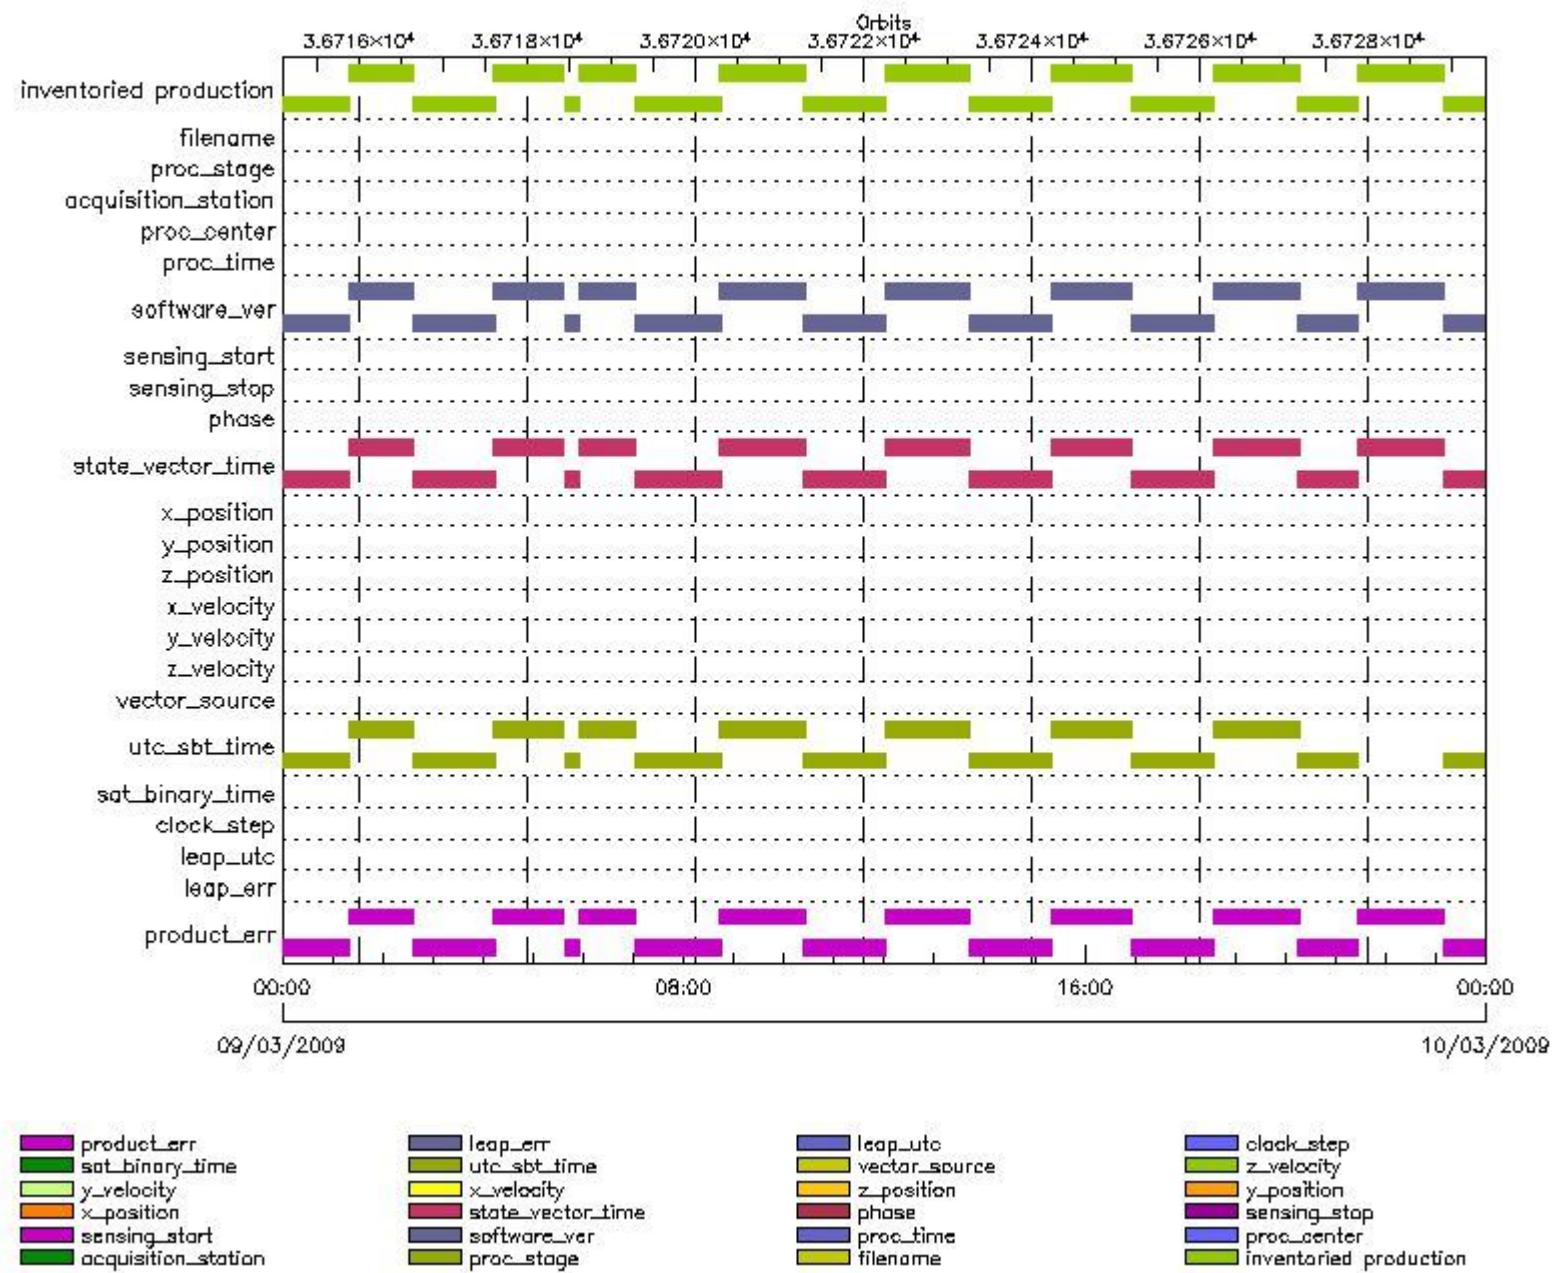 Orbits
3.6716×10⁴ 3.6718×10⁴ 3.6720×10⁴ 3.6722×10⁴ 3.6724×10⁴ 3.6726×10⁴ 3.6728×10⁴
inventoried production
filename
proc_stage
acquisition_station
proc_center
proc_time
software_ver
sensing_start
sensing_stop
phase
state_vector_time
x_position
y_position
z_position
x_velocity
y_velocity
z_velocity
vector_source
utc_sbt_time
sat_binary_time
clock_step
leap_utc
leap_err
product_err
00:00 08:00 16:00 00:00
09/03/2009 10/03/2009
product_err leap_err leap_utc clock_step
sat_binary_time utc_sbt_time vector_source z_velocity
y_velocity x_velocity z_position y_position
x_position state_vector_time phase sensing_stop
sensing_start software_ver proc_time proc_center
acquisition_station proc_stage filename inventoried production